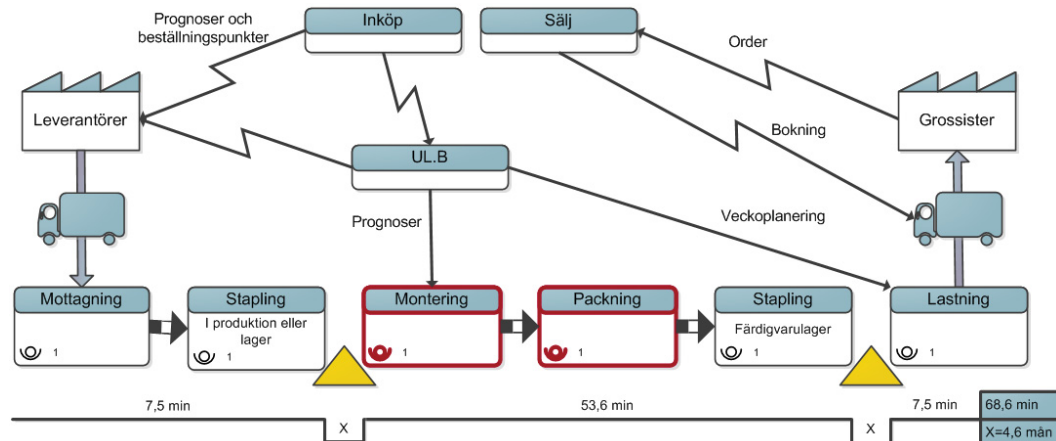 Prognoser och
beställningspunkter
Inköp
Sälj
Order
Leverantörer
Grossister
Bokning
UL.B
Prognoser
Veckoplanering
Mottagning
1
Stapling
I produktion eller
lager
1
Montering
1
Packning
1
Stapling
Färdigvarulager
1
Lastning
1
7,5 min
X
53,6 min
X
7,5 min
68,6 min
X=4,6 mån